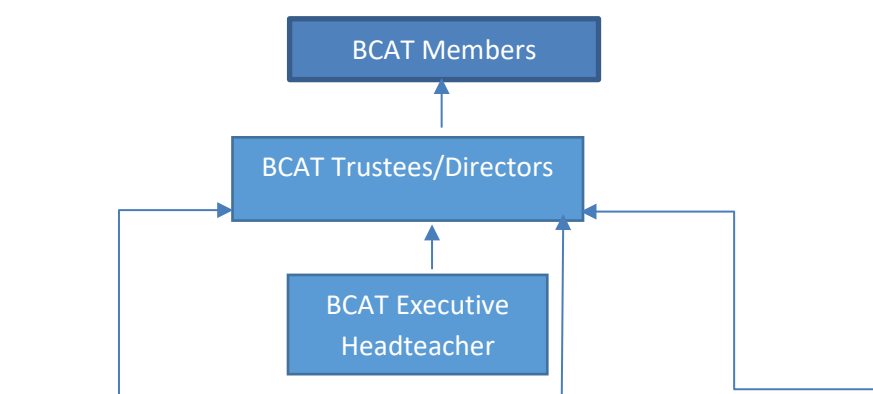 BCAT Members
BCAT Trustees/Directors
BCAT Executive
Headteacher